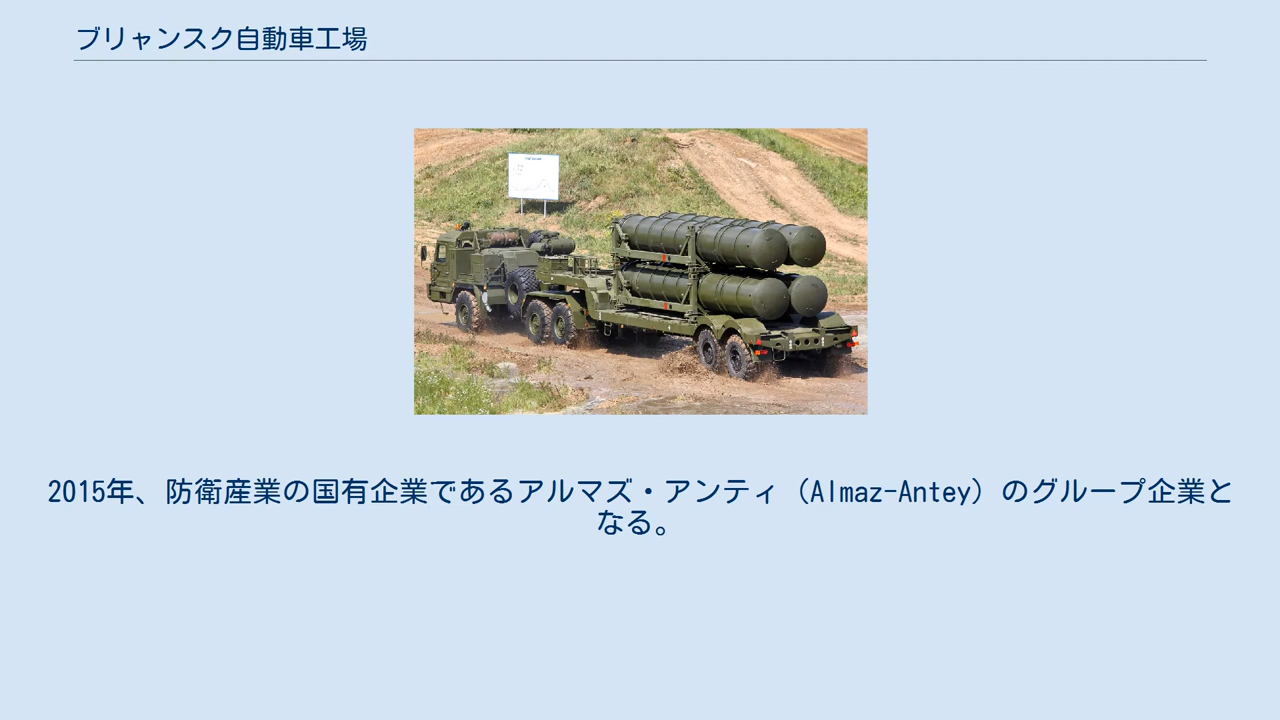 ブリャンスク自動車工場
2015年、防衛産業の国有企業であるアルマズ・アンティ（Almaz-Antey）のグループ企業と
なる。